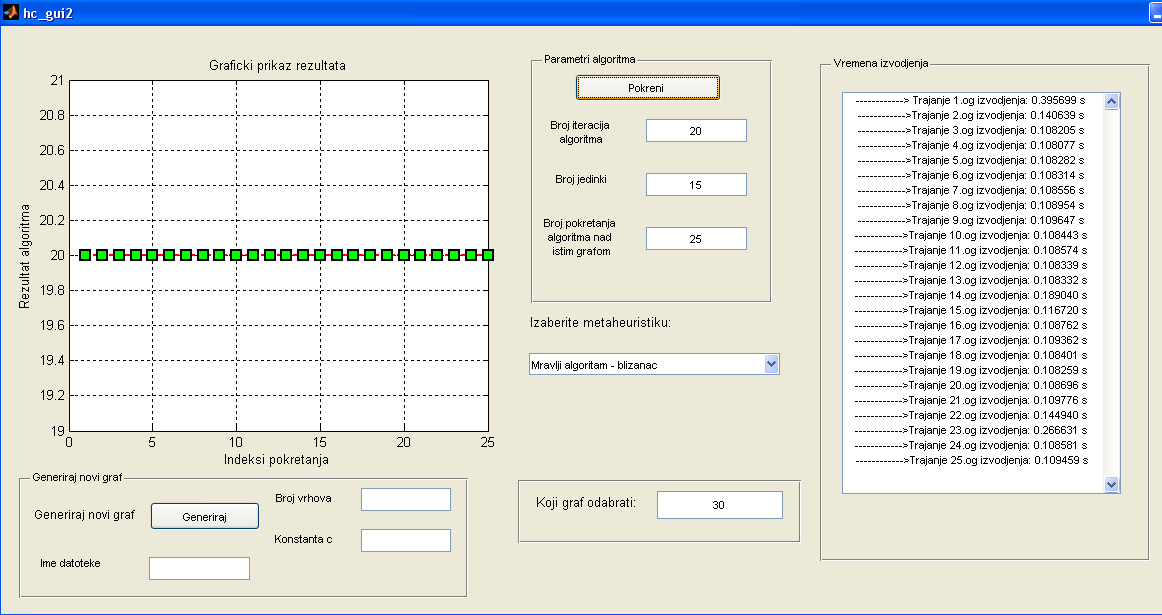 hc_gui2
Graficki prikaz rezultata
21
20.8
20.6
20.4
20.2
20
19.8
19.6
19.4
19.2
19
Rezultat algoritma
0 5 10 15 20 25
Indeksi pokretanja
Parametri algoritma
Pokreni
Broj iteracija
algoritma
20
Broj jedinki
15
Broj pokretanja
algoritma nad
istim grafom
25
Izaberite metaheuristiku:
Mravlji algoritam - blizanac
Koji graf odabrati:
30
Generiraj novi graf
Generiraj novi graf
Generiraj
Broj vrhova
Konstanta c
Ime datoteke
Vremena izvodjenja
------------> Trajanje 1.og izvodjenja: 0.395699 s
------------>Trajanje 2.og izvodjenja: 0.140639 s
------------>Trajanje 3.og izvodjenja: 0.108205 s
------------>Trajanje 4.og izvodjenja: 0.108077 s
------------>Trajanje 5.og izvodjenja: 0.108282 s
------------>Trajanje 6.og izvodjenja: 0.108314 s
------------>Trajanje 7.og izvodjenja: 0.108556 s
------------>Trajanje 8.og izvodjenja: 0.108954 s
------------>Trajanje 9.og izvodjenja: 0.109647 s
------------>Trajanje 10.og izvodjenja: 0.108443 s
------------>Trajanje 11.og izvodjenja: 0.108574 s
------------>Trajanje 12.og izvodjenja: 0.108339 s
------------>Trajanje 13.og izvodjenja: 0.108332 s
------------>Trajanje 14.og izvodjenja: 0.189040 s
------------>Trajanje 15.og izvodjenja: 0.116720 s
------------>Trajanje 16.og izvodjenja: 0.108762 s
------------>Trajanje 17.og izvodjenja: 0.109362 s
------------>Trajanje 18.og izvodjenja: 0.108401 s
------------>Trajanje 19.og izvodjenja: 0.108259 s
------------>Trajanje 20.og izvodjenja: 0.108696 s
------------>Trajanje 21.og izvodjenja: 0.109776 s
------------>Trajanje 22.og izvodjenja: 0.144940 s
------------>Trajanje 23.og izvodjenja: 0.266631 s
------------>Trajanje 24.og izvodjenja: 0.108581 s
------------>Trajanje 25.og izvodjenja: 0.109459 s